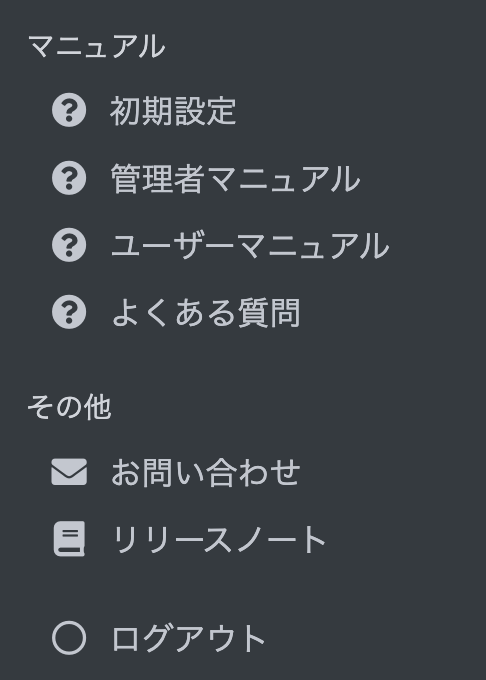 マニュアル
初期設定
管理者マニュアル
ユーザーマニュアル
よくある質問
その他
お問い合わせ
リリースノート
ログアウト